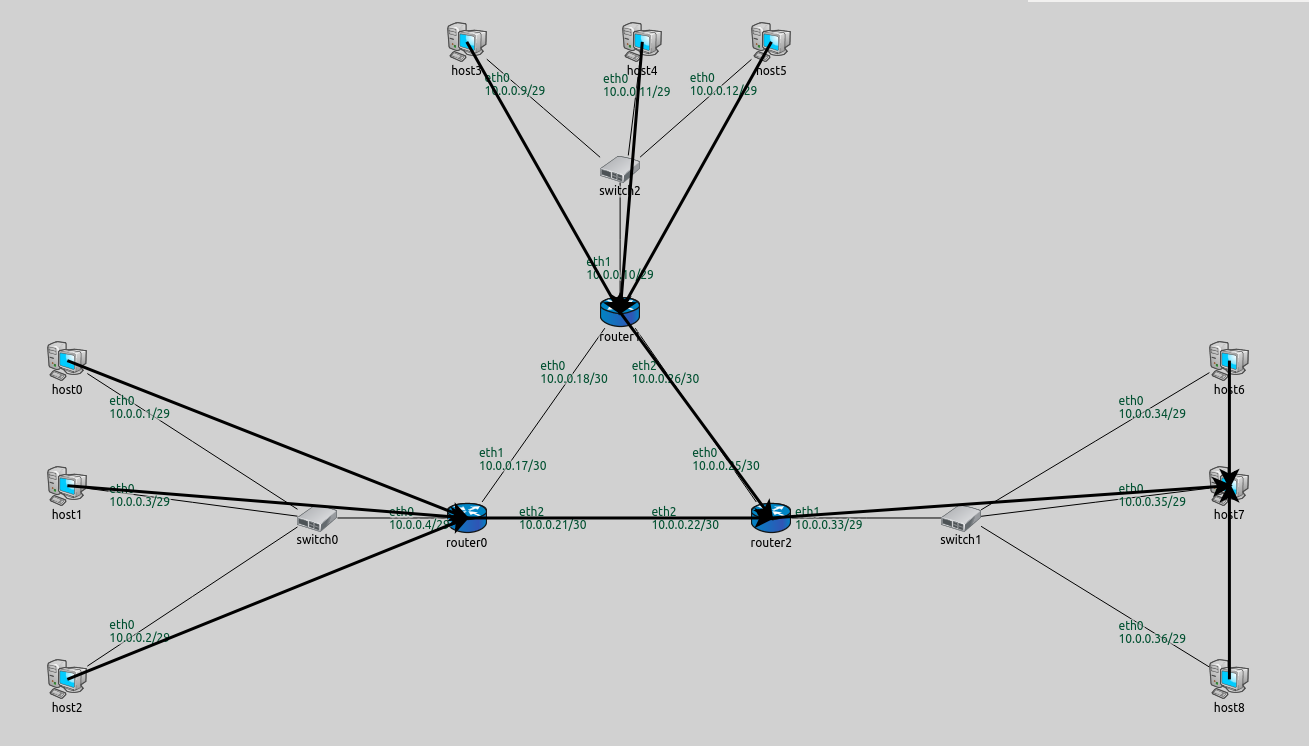 host3
host4
host5
eth0
10.0.0.9/29
eth0
10.0.0.11/29
eth0
10.0.0.12/29
switch2
eth1
10.0.0.10/29
router1
host0
eth0
10.0.0.1/29
eth0
10.0.0.18/30
eth2
10.0.0.26/30
host6
eth0
10.0.0.34/29
eth1
10.0.0.17/30
eth0
10.0.0.25/30
host1
eth0
10.0.0.3/29
switch0
eth0
10.0.0.4/29
router0
eth2
10.0.0.21/30
eth2
10.0.0.22/30
router2
eth1
10.0.0.33/29
switch1
eth0
10.0.0.35/29
host7
eth0
10.0.0.2/29
host2
eth0
10.0.0.36/29
host8